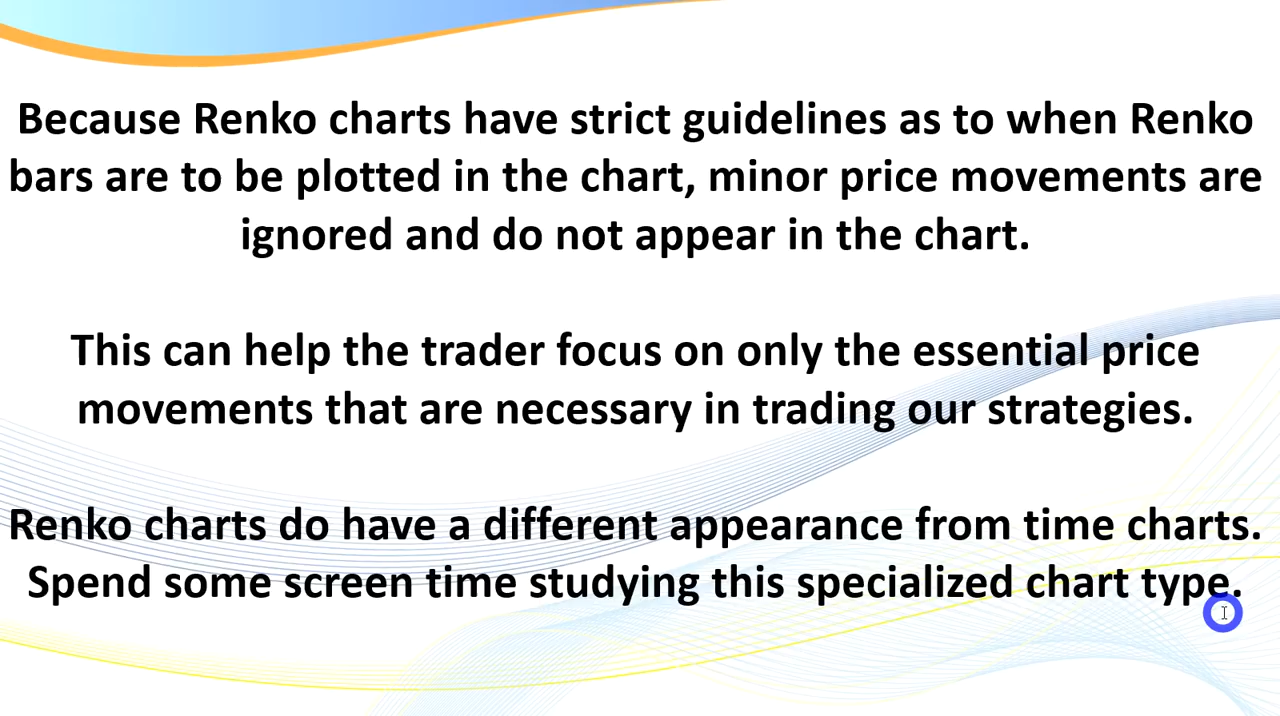 Because Renko charts have strict guidelines as to when Renko
bars are to be plotted in the chart, minor price movements are
ignored and do not appear in the chart.
This can help the trader focus on only the essential price
movements that are necessary in trading our strategies.
Renko charts do have a different appearance from time charts.
Spend some screen time studying this specialized chart type.